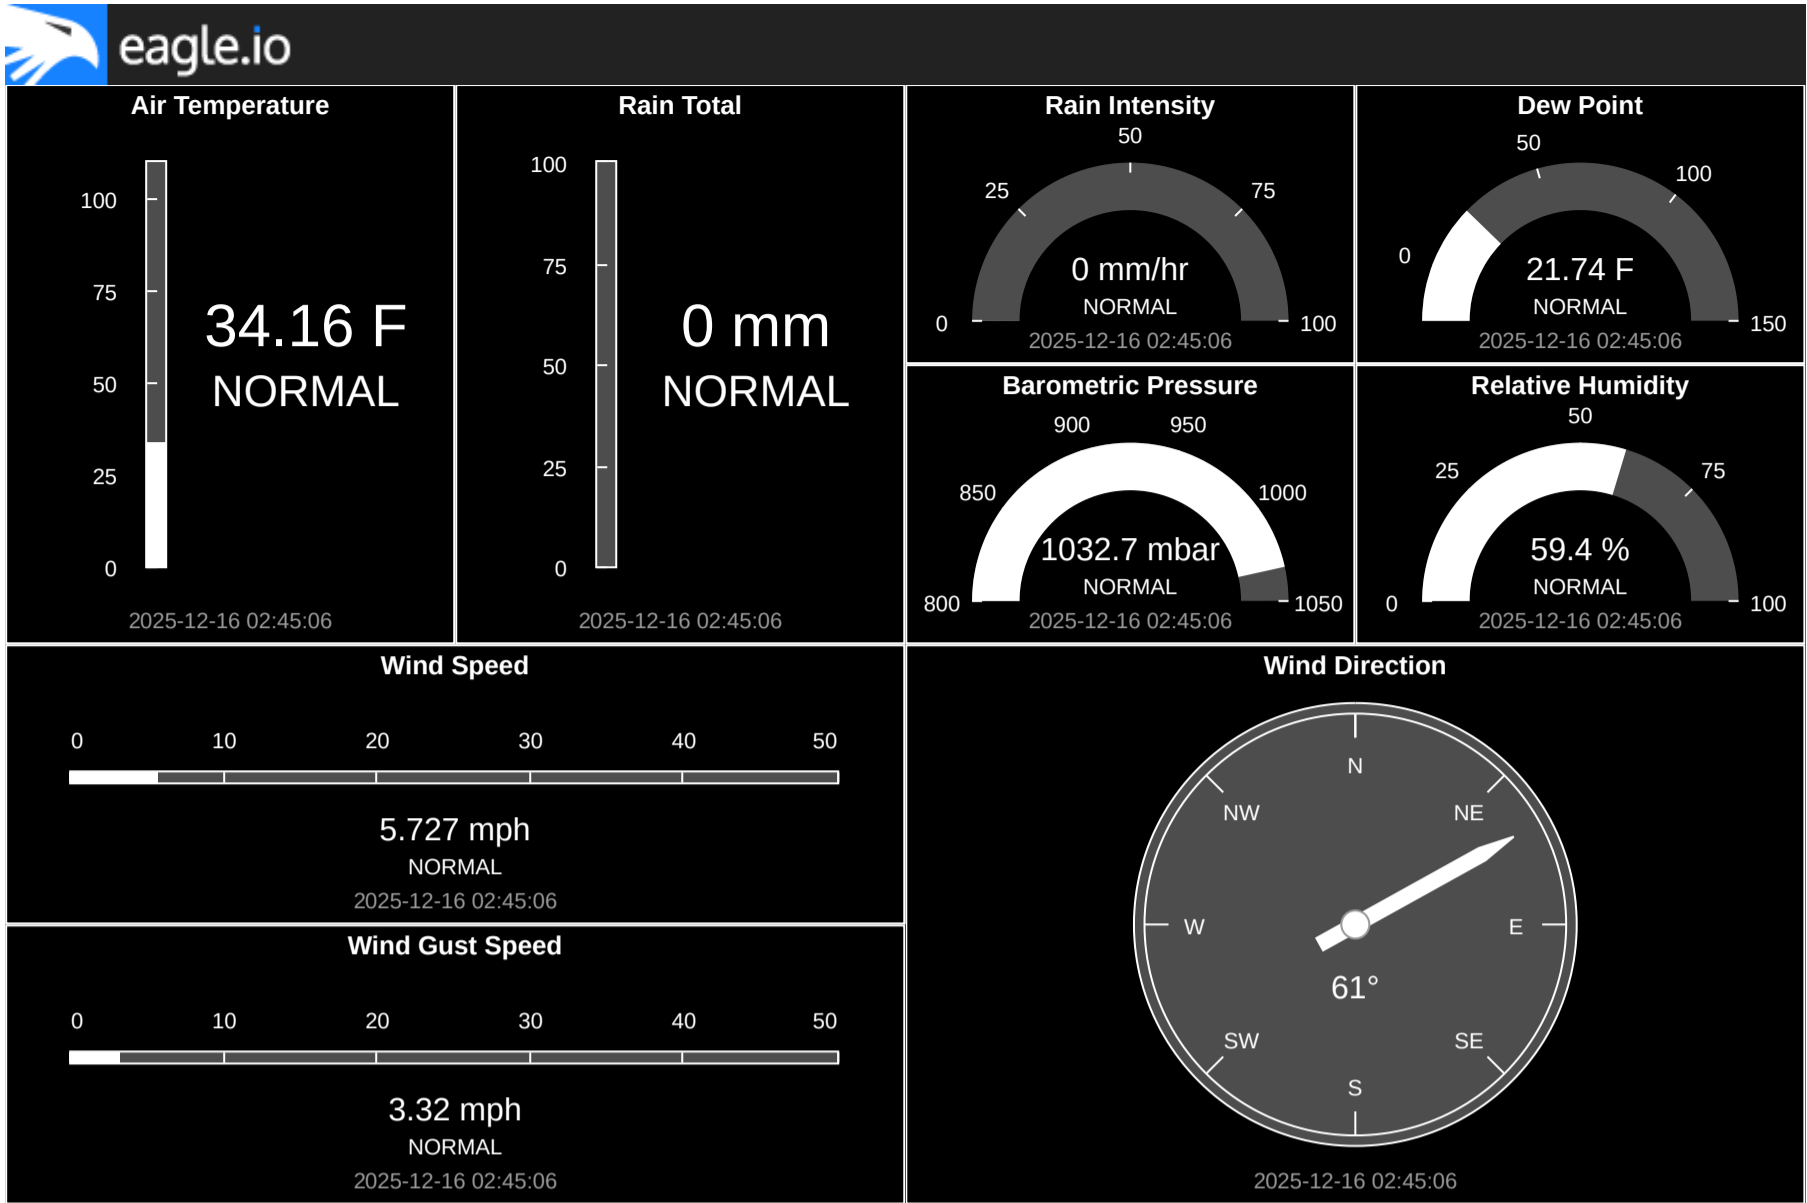 eagle.io
Air Temperature
100
75
50
25
0
34.16 F
NORMAL
2025-12-16 02:45:06
Rain Total
100
75
50
25
0
0 mm
NORMAL
2025-12-16 02:45:06
Rain Intensity
50
25
75
0
100
0 mm/hr
NORMAL
2025-12-16 02:45:06
Dew Point
50
100
0
150
21.74 F
NORMAL
2025-12-16 02:45:06
Barometric Pressure
900
950
850
1000
800
1050
1032.7 mbar
NORMAL
2025-12-16 02:45:06
Relative Humidity
50
25
75
0
100
59.4 %
NORMAL
2025-12-16 02:45:06
Wind Speed
0 10 20 30 40 50
5.727 mph
NORMAL
2025-12-16 02:45:06
Wind Gust Speed
0 10 20 30 40 50
3.32 mph
NORMAL
2025-12-16 02:45:06
Wind Direction
N
NW NE
W E
61°
SW SE
S
2025-12-16 02:45:06